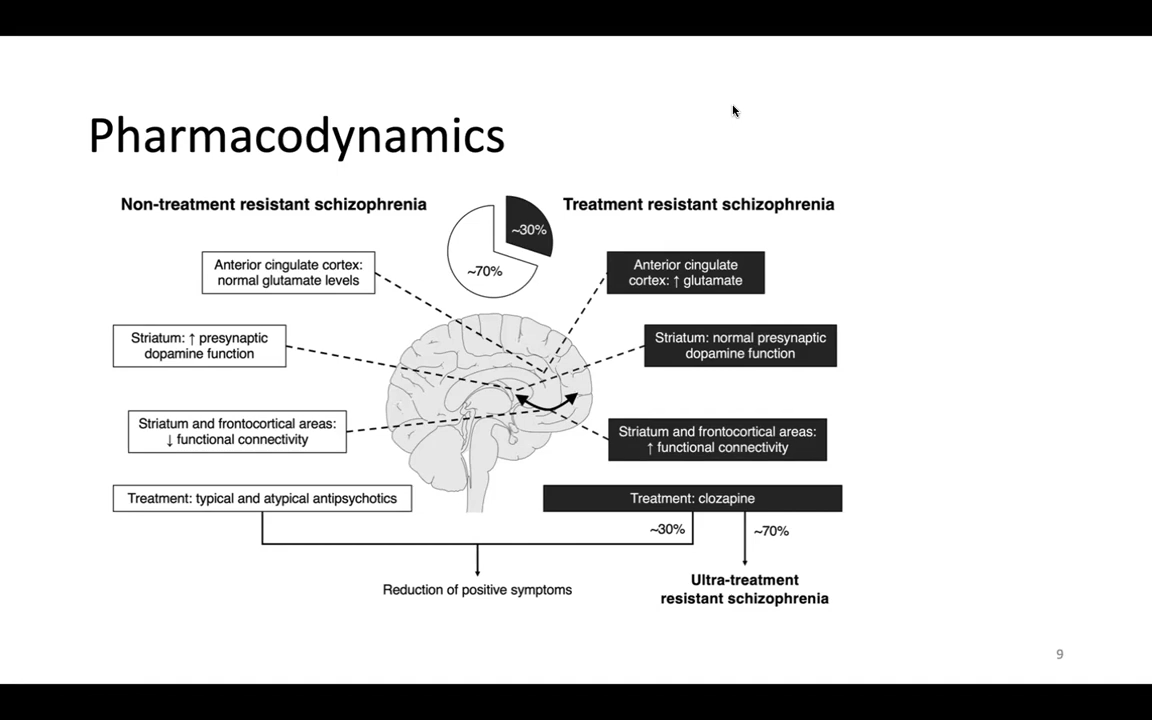 Pharmacodynamics
Non-treatment resistant schizophrenia
Treatment resistant schizophrenia
~30%
~70%
Anterior cingulate cortex:
normal glutamate levels
Anterior cingulate
cortex: ↑ glutamate
Striatum: ↑ presynaptic
dopamine function
Striatum: normal presynaptic
dopamine function
Striatum and frontocortical areas:
↓ functional connectivity
Striatum and frontocortical areas:
↑ functional connectivity
Treatment: typical and atypical antipsychotics
Treatment: clozapine
~30%
~70%
Reduction of positive symptoms
Ultra-treatment
resistant schizophrenia
9